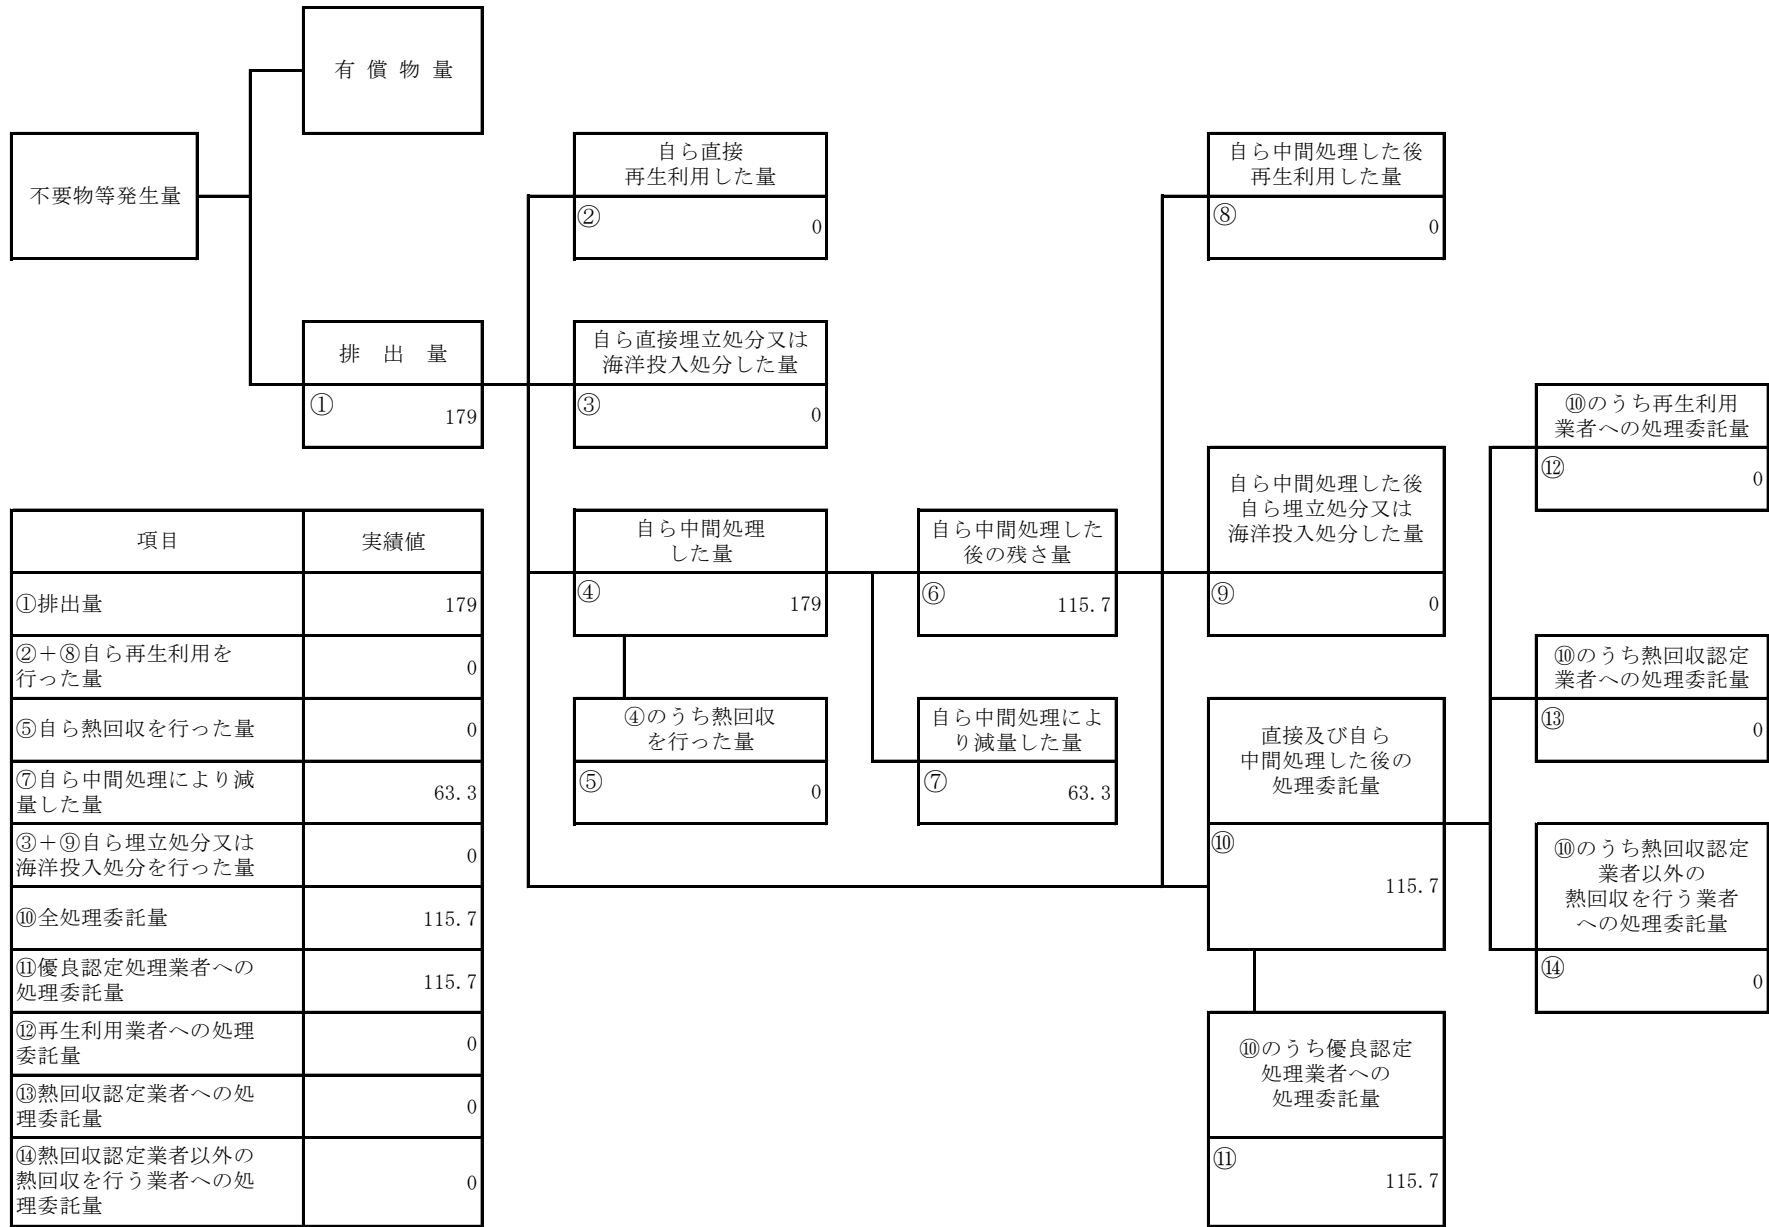 有 償 物 量
不要物等発生量
排 出 量
① 179
自ら直接
再生利用した量
② 0
自ら直接埋立処分又は
海洋投入処分した量
③ 0
自ら中間処理
した量
④ 179
④のうち熱回収
を行った量
⑤ 0
自ら中間処理した
後の残さ量
⑥ 115.7
自ら中間処理によ
り減量した量
⑦ 63.3
自ら中間処理した後
再生利用した量
⑧ 0
自ら中間処理した後
自ら埋立処分又は
海洋投入処分した量
⑨ 0
直接及び自ら
中間処理した後の
処理委託量
⑩ 115.7
⑩のうち優良認定
処理業者への
処理委託量
⑪ 115.7
⑩のうち再生利用
業者への処理委託量
⑫ 0
⑩のうち熱回収認定
業者への処理委託量
⑬ 0
⑩のうち熱回収認定
業者以外の
熱回収を行う業者
への処理委託量
⑭ 0
項目 実績値
①排出量 179
②+⑧自ら再生利用を
行った量 0
⑤自ら熱回収を行った量 0
⑦自ら中間処理により減
量した量 63.3
③+⑨自ら埋立処分又は
海洋投入処分を行った量 0
⑩全処理委託量 115.7
⑪優良認定処理業者への
処理委託量 115.7
⑫再生利用業者への処理
委託量 0
⑬熱回収認定業者への処
理委託量 0
⑭熱回収認定業者以外の
熱回収を行う業者への処
理委託量 0